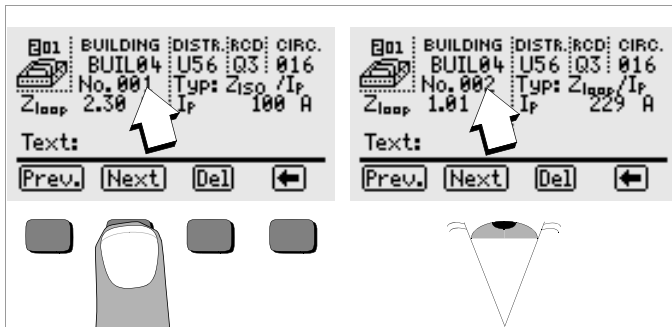 201 BUILDING DISTR. RCD CIRC.
BUIL04 U56 Q3 016
No. 001 Typ: ZISO /IP
Zloop 2.30 IP 100 A
Text:
Prev. Next Del
201 BUILDING DISTR. RCD CIRC.
BUIL04 U56 Q3 016
No. 002 Typ: Zloop/IP
Zloop 1.01 IP 229 A
Text:
Prev. Next Del